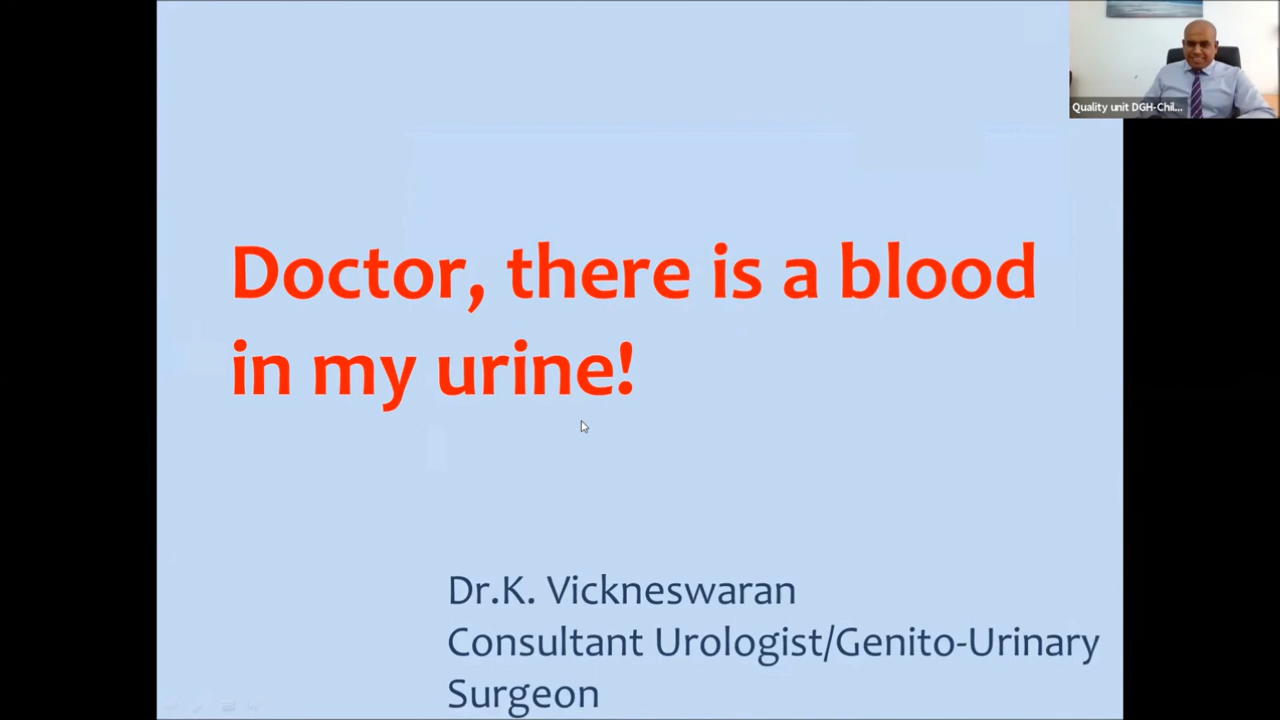 Quality unit DGH-Chil...
Doctor, there is a blood
in my urine!
Dr.K. Vickneswaran
Consultant Urologist/Genito-Urinary
Surgeon